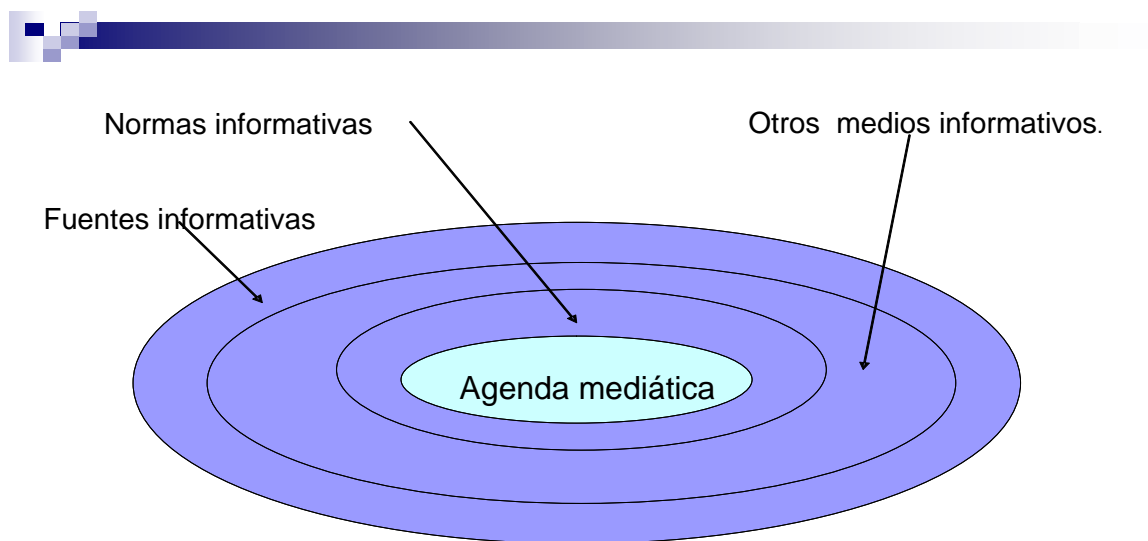 Normas informativas
Otros medios informativos.
Fuentes informativas
Agenda mediática